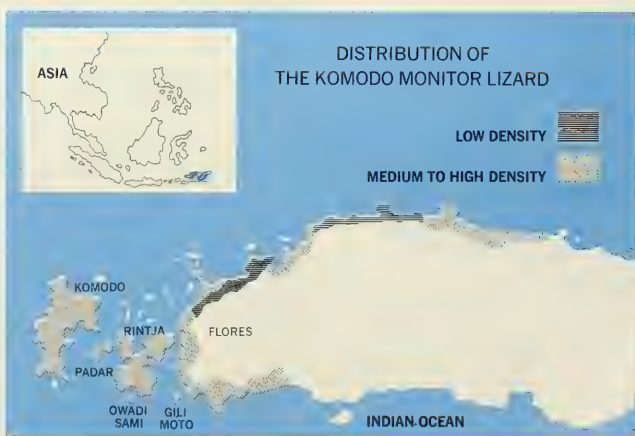 ASIA
DISTRIBUTION OF
THE KOMODO MONITOR LIZARD
LOW DENSITY
MEDIUM TO HIGH DENSITY
KOMODO
RINTJA
FLORES
PADAR
OWADI
SAMI
GILI
MOTO
INDIAN OCEAN